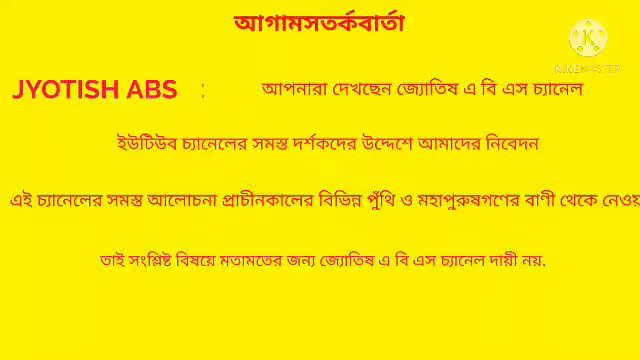 আগামসতর্কবার্তা
KINEMASTER
JYOTISH ABS : আপনারা দেখছেন জ্যোতিষ এ বি এস চ্যানেল
ইউটিউব চ্যানেলের সমস্ত দর্শকদের উদ্দেশে আমাদের নিবেদন
এই চ্যানেলের সমস্ত আলোচনা প্রাচীনকালের বিভিন্ন পুঁথি ও মহাপুরুষগণের বাণী থেকে নেওয়
তাই সংশ্লিষ্ট বিষয়ে মতামতের জন্য জ্যোতিষ এ বি এস চ্যানেল দায়ী নয়.